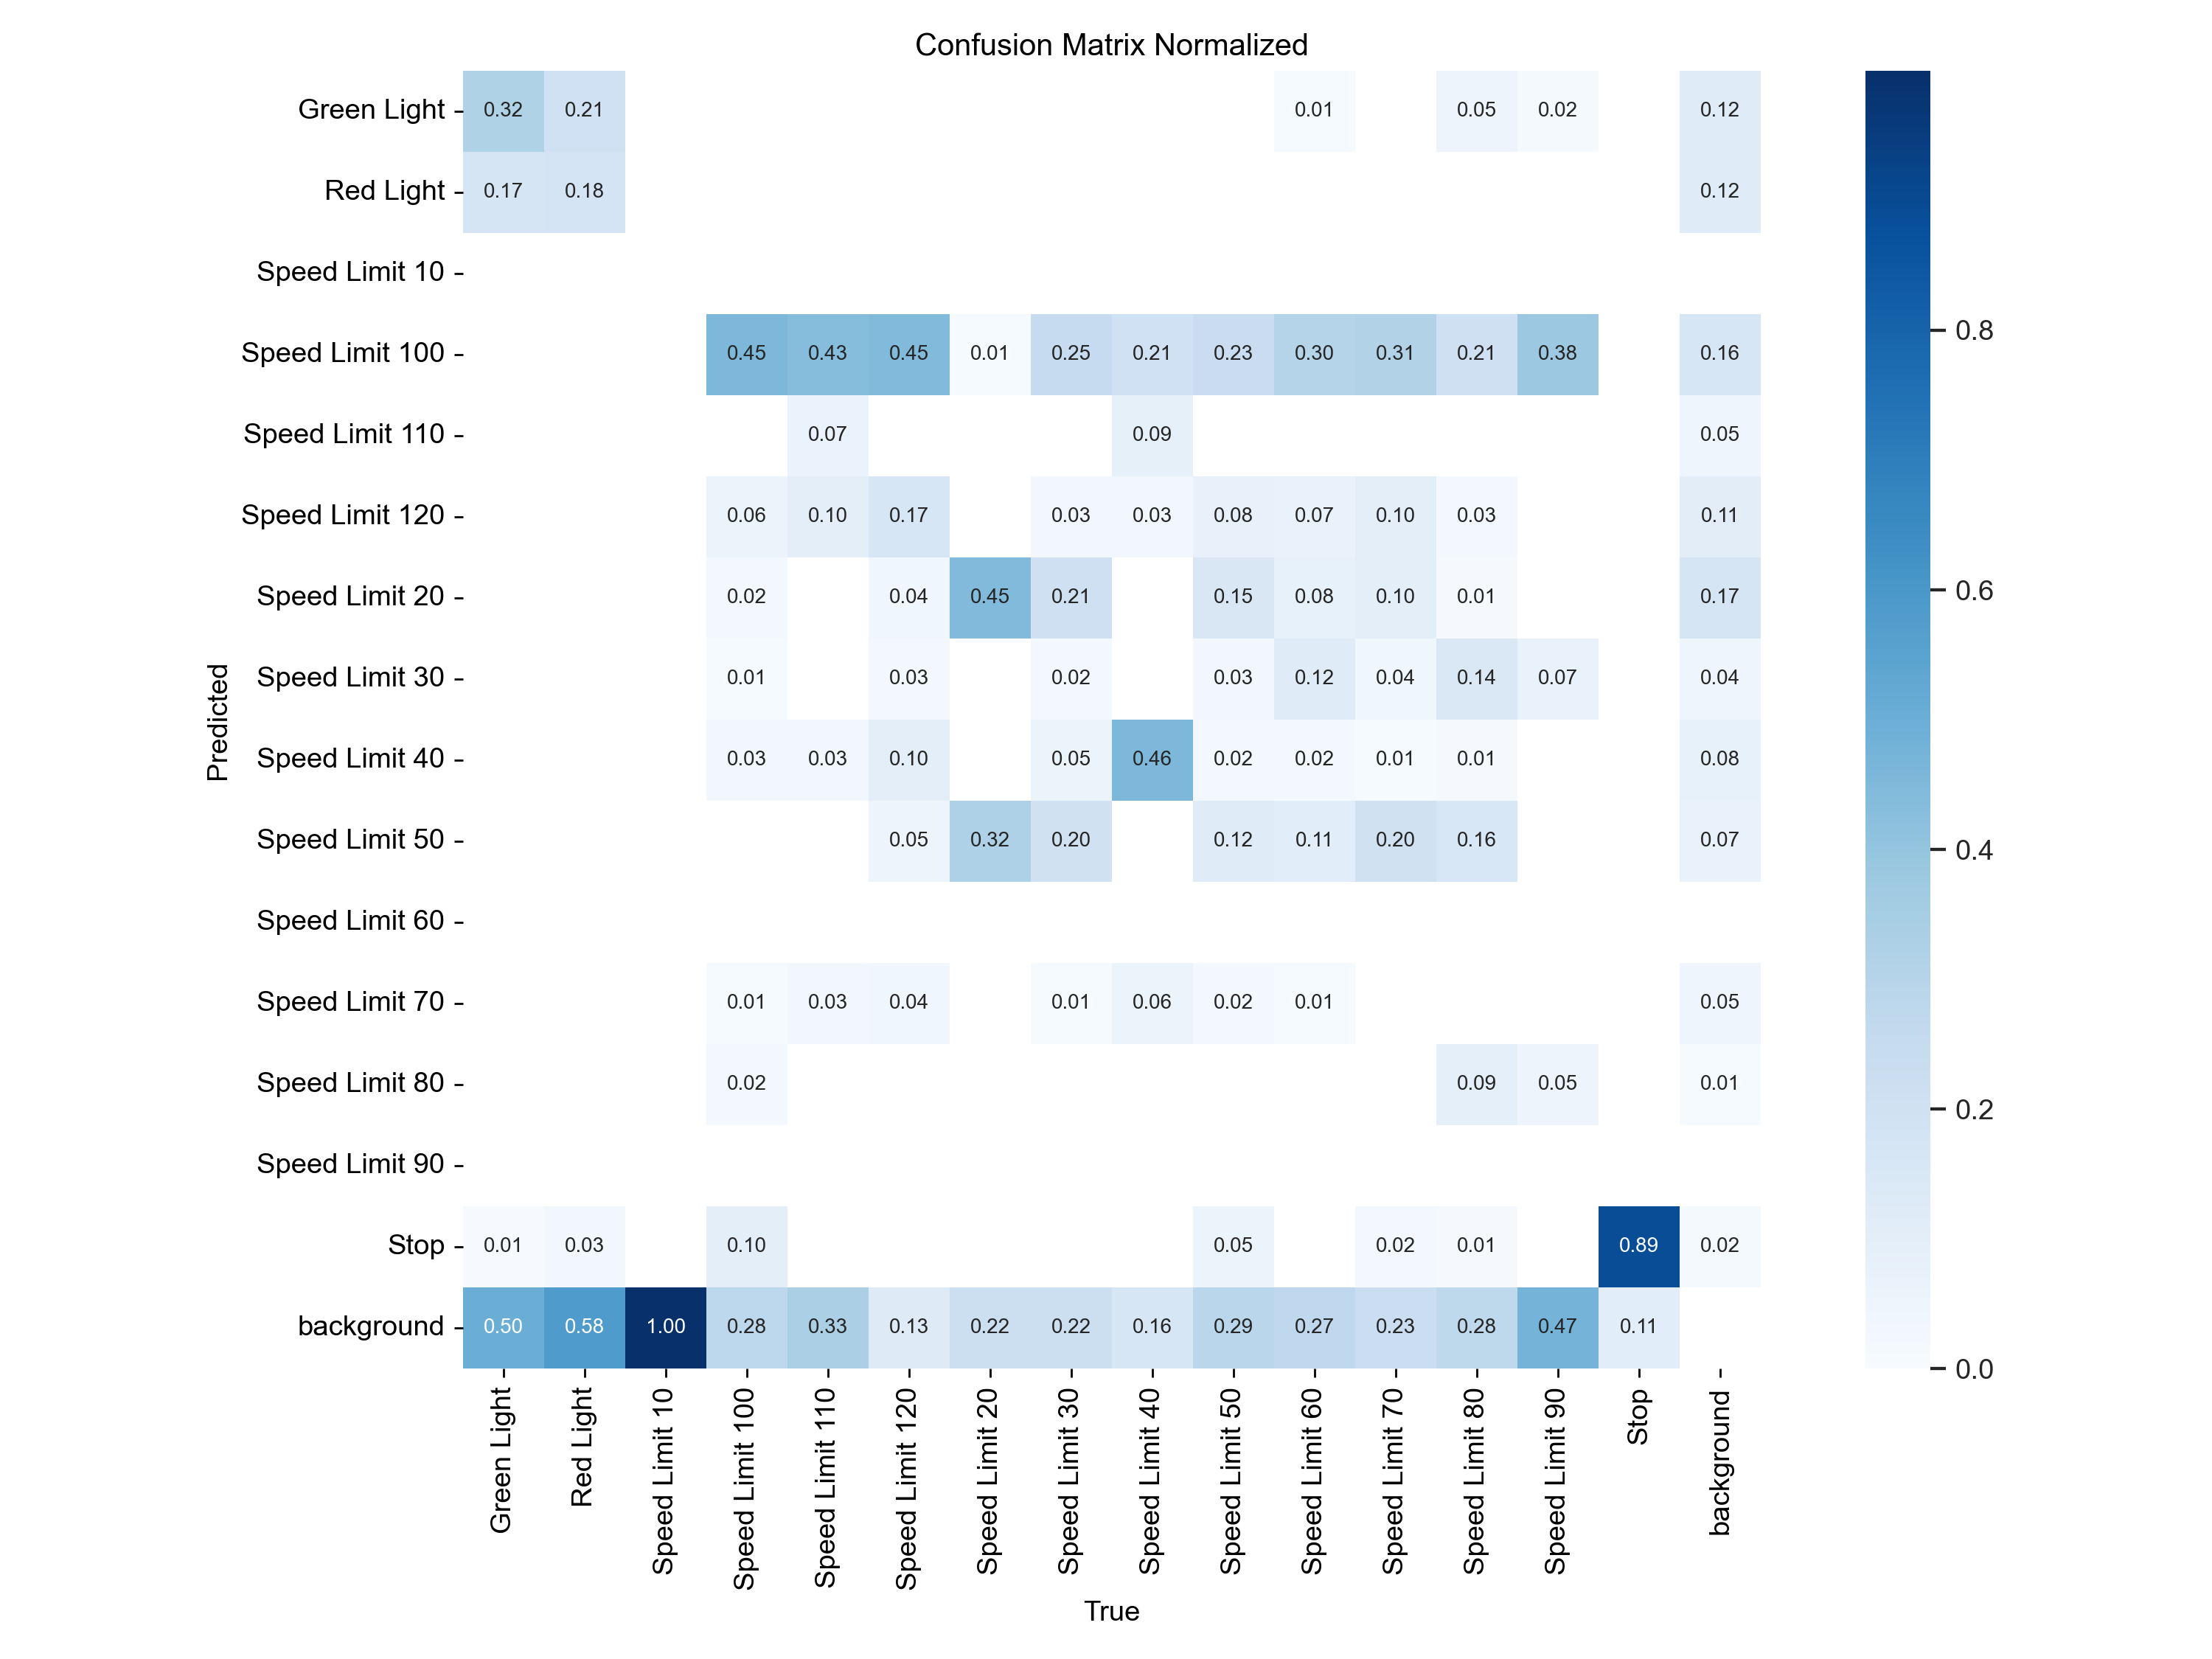 Confusion Matrix Normalized
Green Light 0.32 0.21 0.01 0.05 0.02 0.12
Red Light 0.17 0.18 0.12
Speed Limit 10
Speed Limit 100 0.45 0.43 0.45 0.01 0.25 0.21 0.23 0.30 0.31 0.21 0.38 0.16
Speed Limit 110 0.07 0.09 0.05
Speed Limit 120 0.06 0.10 0.17 0.03 0.03 0.08 0.07 0.10 0.03 0.11
Speed Limit 20 0.02 0.04 0.45 0.21 0.15 0.08 0.10 0.01 0.17
Speed Limit 30 0.01 0.03 0.02 0.03 0.12 0.04 0.14 0.07 0.04
Speed Limit 40 0.03 0.03 0.10 0.05 0.46 0.02 0.02 0.01 0.01 0.08
Speed Limit 50 0.05 0.32 0.20 0.12 0.11 0.20 0.16 0.07
Speed Limit 60
Speed Limit 70 0.01 0.03 0.04 0.01 0.06 0.02 0.01 0.05
Speed Limit 80 0.02 0.09 0.05 0.01
Speed Limit 90
Stop 0.01 0.03 0.10 0.05 0.02 0.01 0.89 0.02
background 0.50 0.58 1.00 0.28 0.33 0.13 0.22 0.22 0.16 0.29 0.27 0.23 0.28 0.47 0.11
Predicted
Green Light
Red Light
Speed Limit 10
Speed Limit 100
Speed Limit 110
Speed Limit 120
Speed Limit 20
Speed Limit 30
Speed Limit 40
Speed Limit 50
Speed Limit 60
Speed Limit 70
Speed Limit 80
Speed Limit 90
Stop
background
True
0.8
0.6
0.4
0.2
0.0